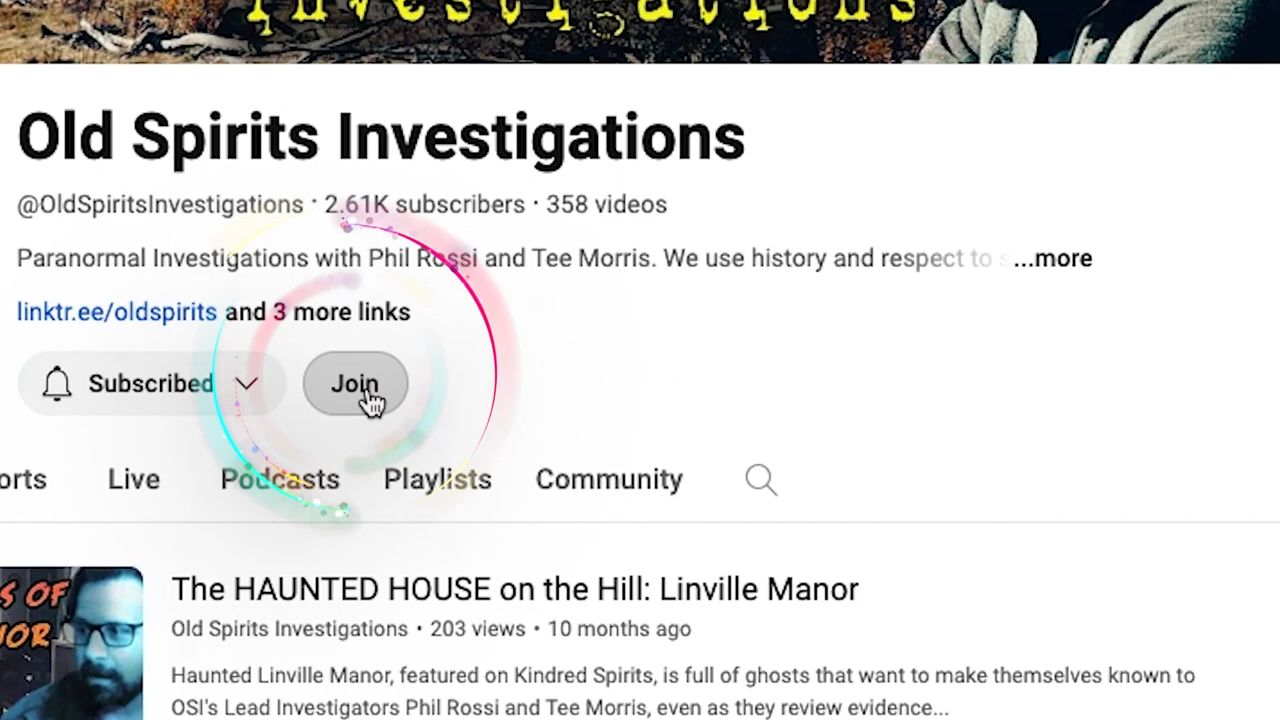 Investigations
Old Spirits Investigations
@OldSpiritsInvestigations · 2.61K subscribers · 358 videos
Paranormal Investigations with Phil Rossi and Tee Morris. We use history and respect to s...more
linktr.ee/oldspirits and 3 more links
Subscribed Join
orts Live Podcasts Playlists Community
The HAUNTED HOUSE on the Hill: Linville Manor
Old Spirits Investigations • 203 views • 10 months ago
S OF
NOR
Haunted Linville Manor, featured on Kindred Spirits, is full of ghosts that want to make themselves known to
OSI's Lead Investigators Phil Rossi and Tee Morris, even as they review evidence...